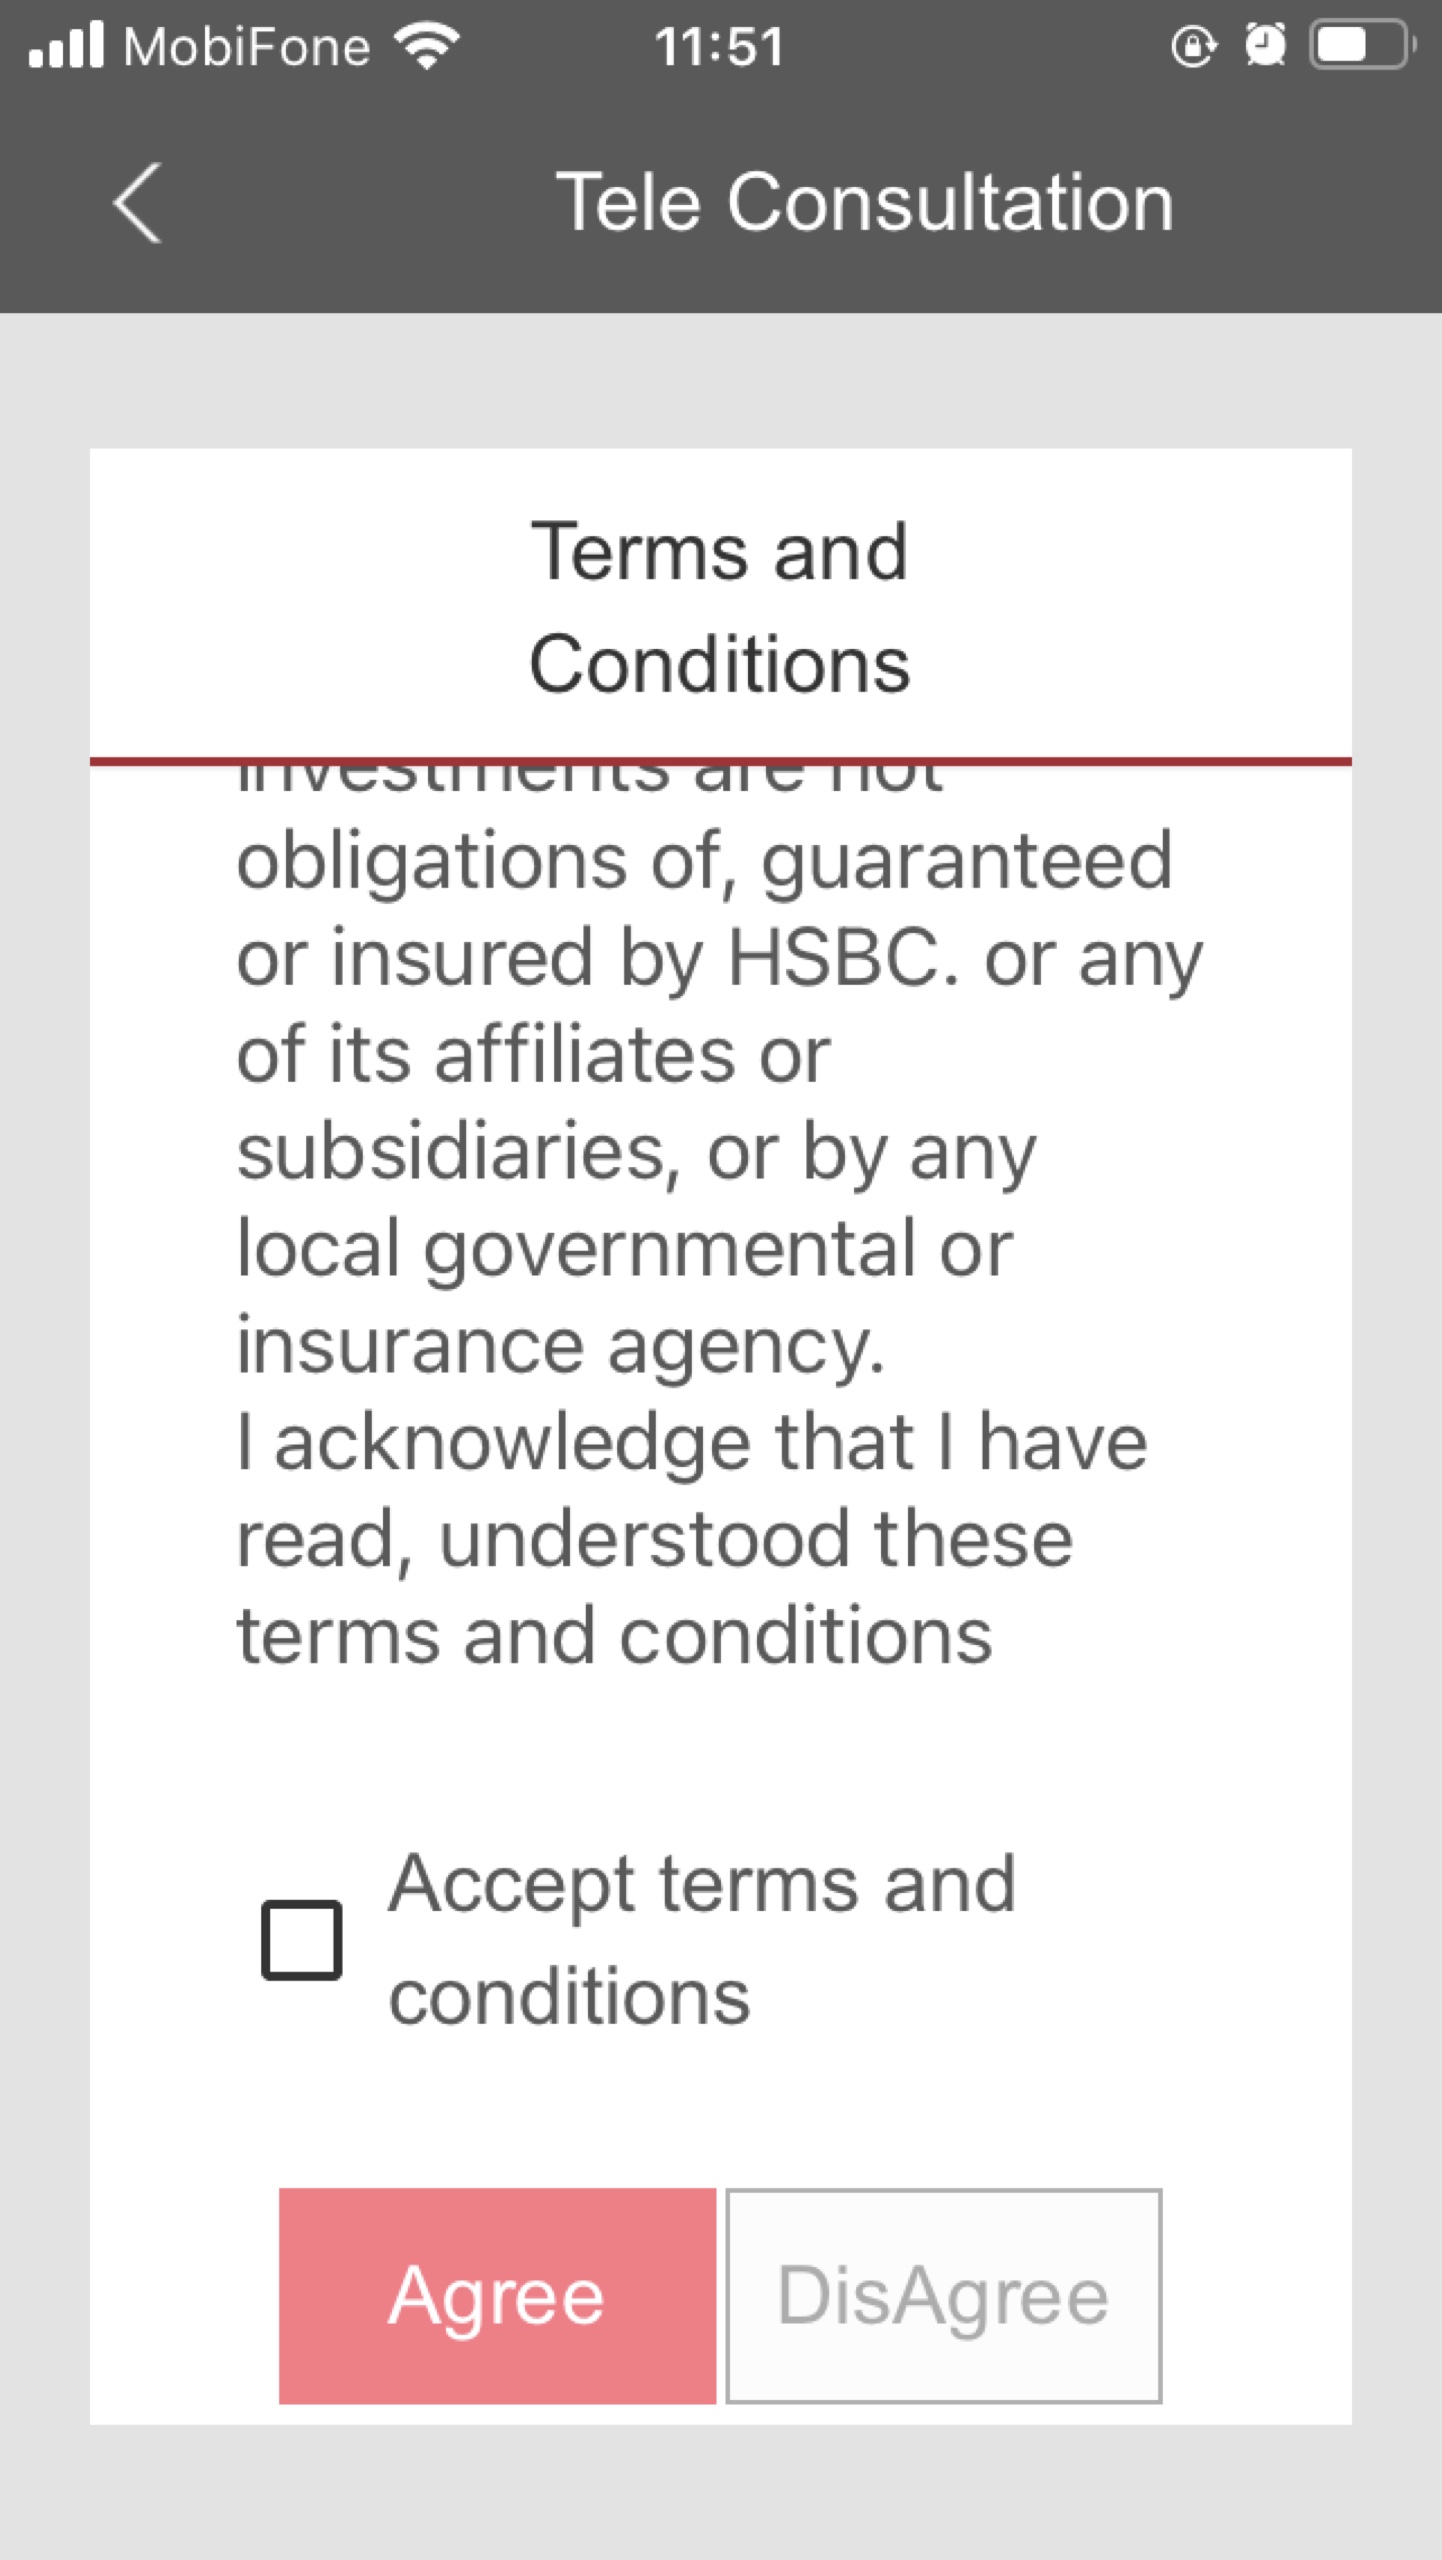 MobiFone
11:51
Tele Consultation
Terms and
Conditions
investments are not
obligations of, guaranteed
or insured by HSBC. or any
of its affiliates or
subsidiaries, or by any
local governmental or
insurance agency.
I acknowledge that I have
read, understood these
terms and conditions
Accept terms and
conditions
Agree
DisAgree